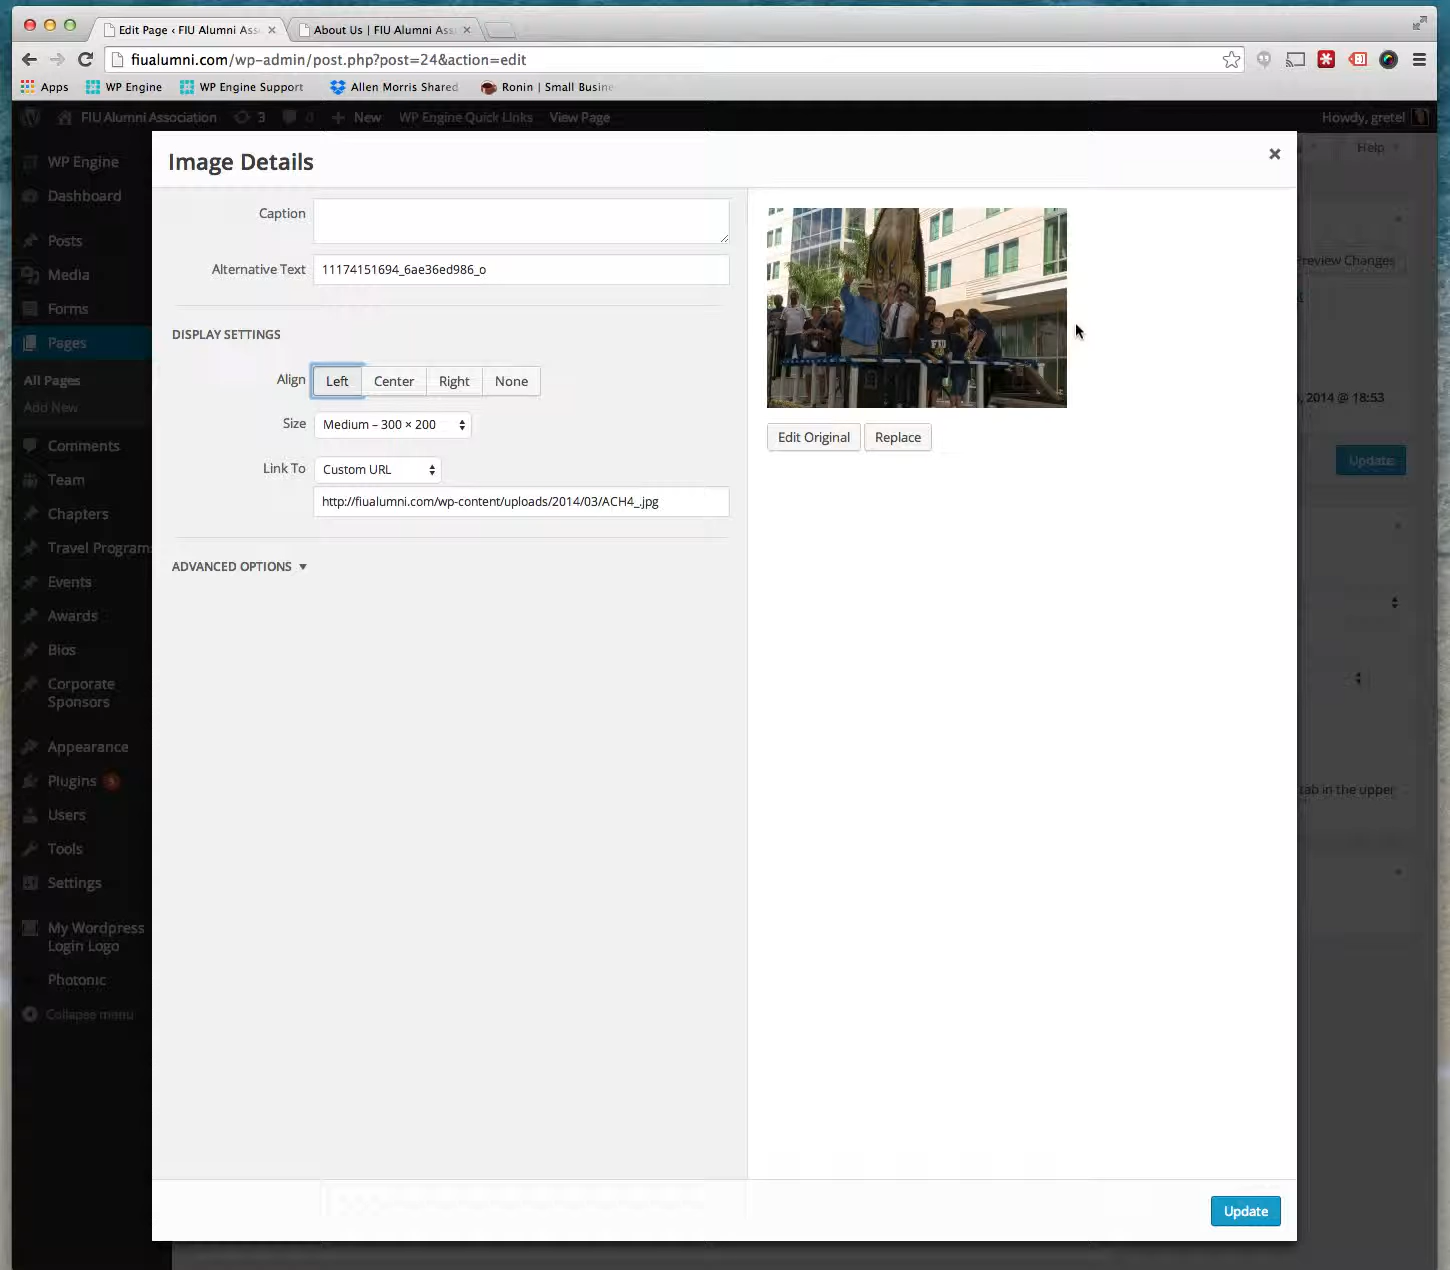 Edit Page ‹ FIU Alumni Ass
About Us | FIU Alumni Ass
fiualumni.com/wp-admin/post.php?post=24&action=edit
Apps WP Engine WP Engine Support Allen Morris Shared Ronin | Small Busine
FIU Alumni Association 3 0 New WP Engine Quick Links View Page Howdy, gretel
Help
Image Details
WP Engine
Dashboard
Posts
Media
Forms
Pages
All Pages
Add New
Comments
Team
Chapters
Travel Program
Events
Awards
Bios
Corporate
Sponsors
Appearance
Plugins
Users
Tools
Settings
My Wordpress
Login Logo
Photonic
Collapse menu
Caption
Alternative Text 11174151694_6ae36ed986_o
DISPLAY SETTINGS
Align Left Center Right None
Size Medium – 300 × 200
Link To Custom URL
http://fiualumni.com/wp-content/uploads/2014/03/ACH4_.jpg
ADVANCED OPTIONS
FIU
Edit Original Replace
Preview Changes
, 2014 @ 18:53
Update
tab in the upper
Update